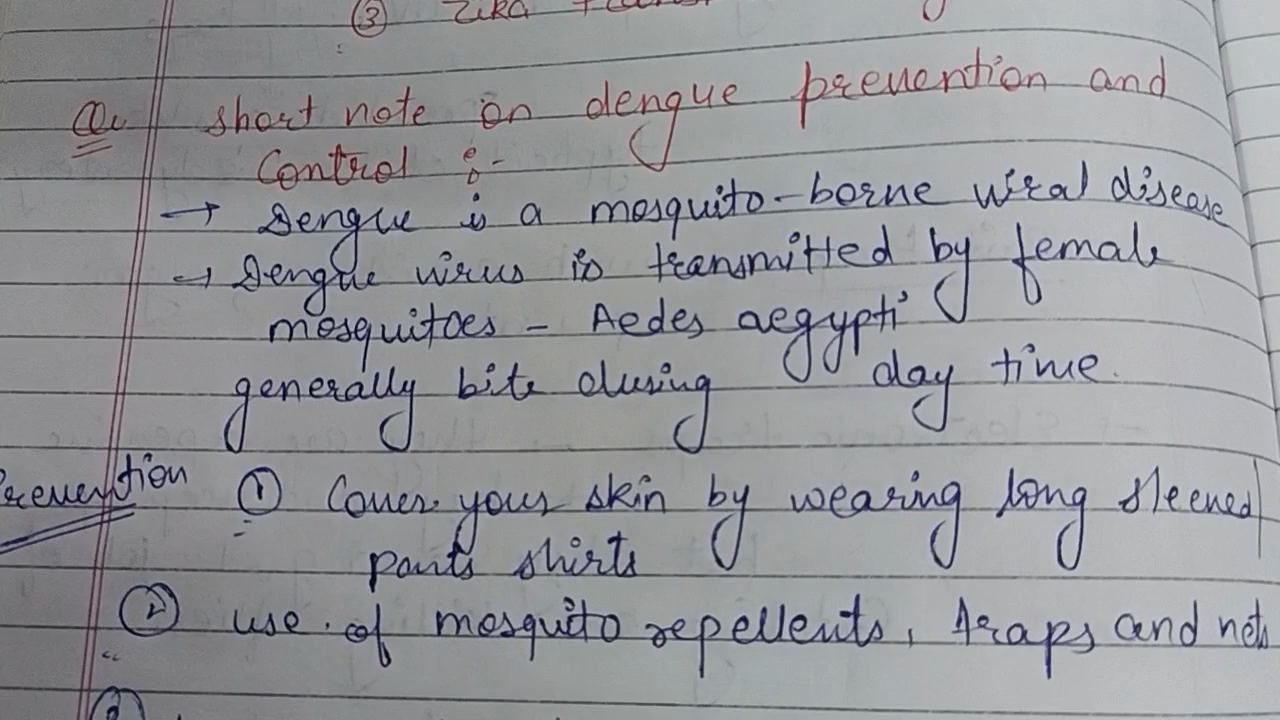 ③ Zika
Q. short note on dengue prevention and
Control :-
→ Dengue is a mosquito-borne viral disease
→ Dengue virus is transmitted by female
mosquitoes - Aedes aegypti
generally bite during day time.
Prevention ① Cover your skin by wearing long sleeved
pants shirts
② use of mosquito repellents, traps and nets